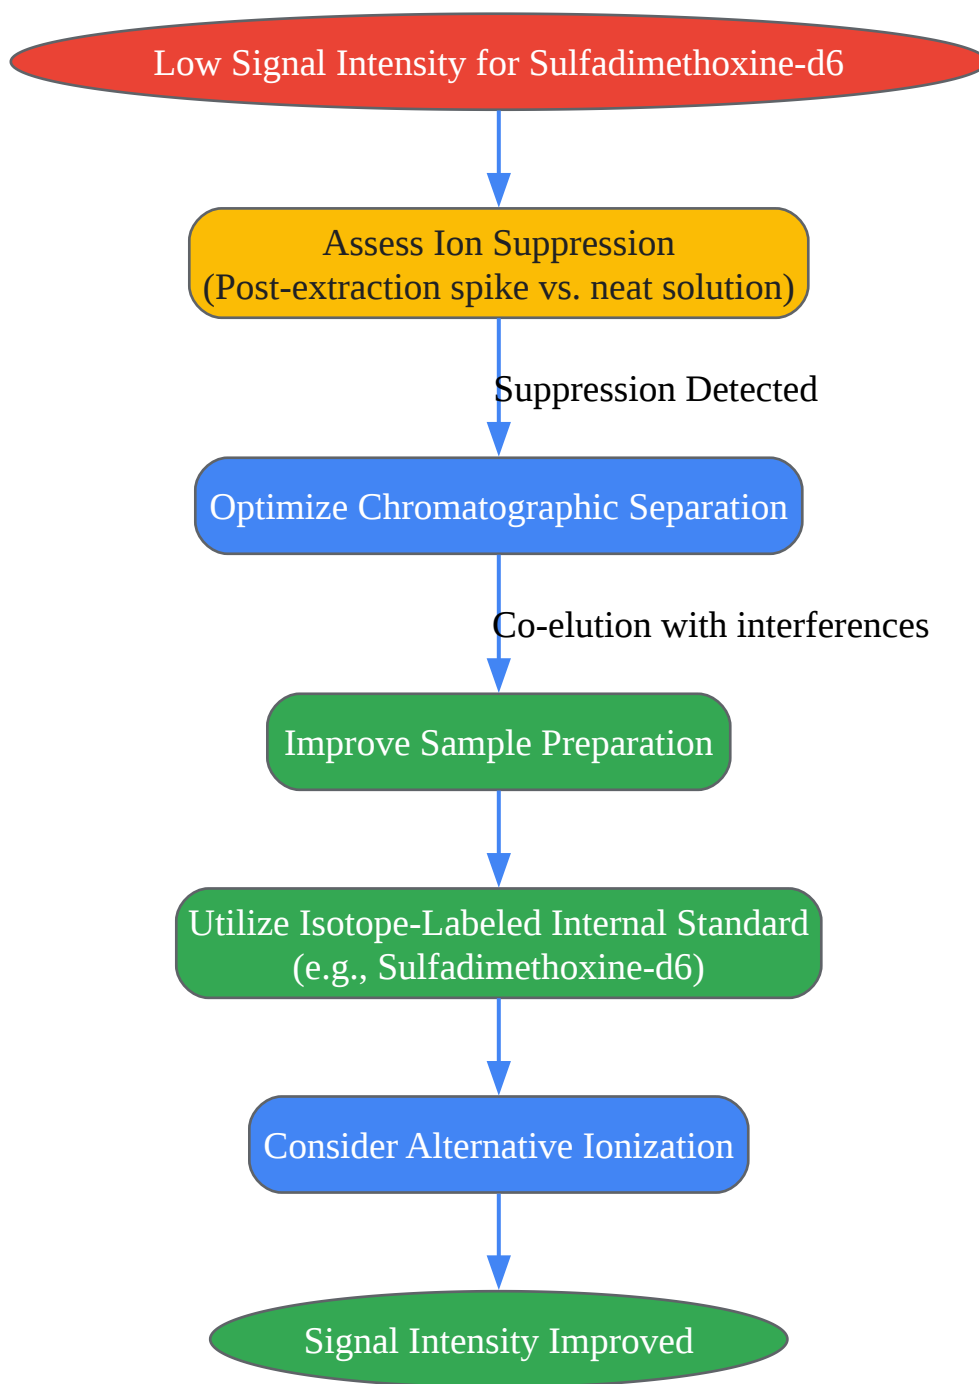 Low Signal Intensity for Sulfadimethoxine-d6
Assess Ion Suppression
(Post-extraction spike vs. neat solution)
Suppression Detected
Optimize Chromatographic Separation
Co-elution with interferences
Improve Sample Preparation
Utilize Isotope-Labeled Internal Standard
(e.g., Sulfadimethoxine-d6)
Consider Alternative Ionization
Signal Intensity Improved